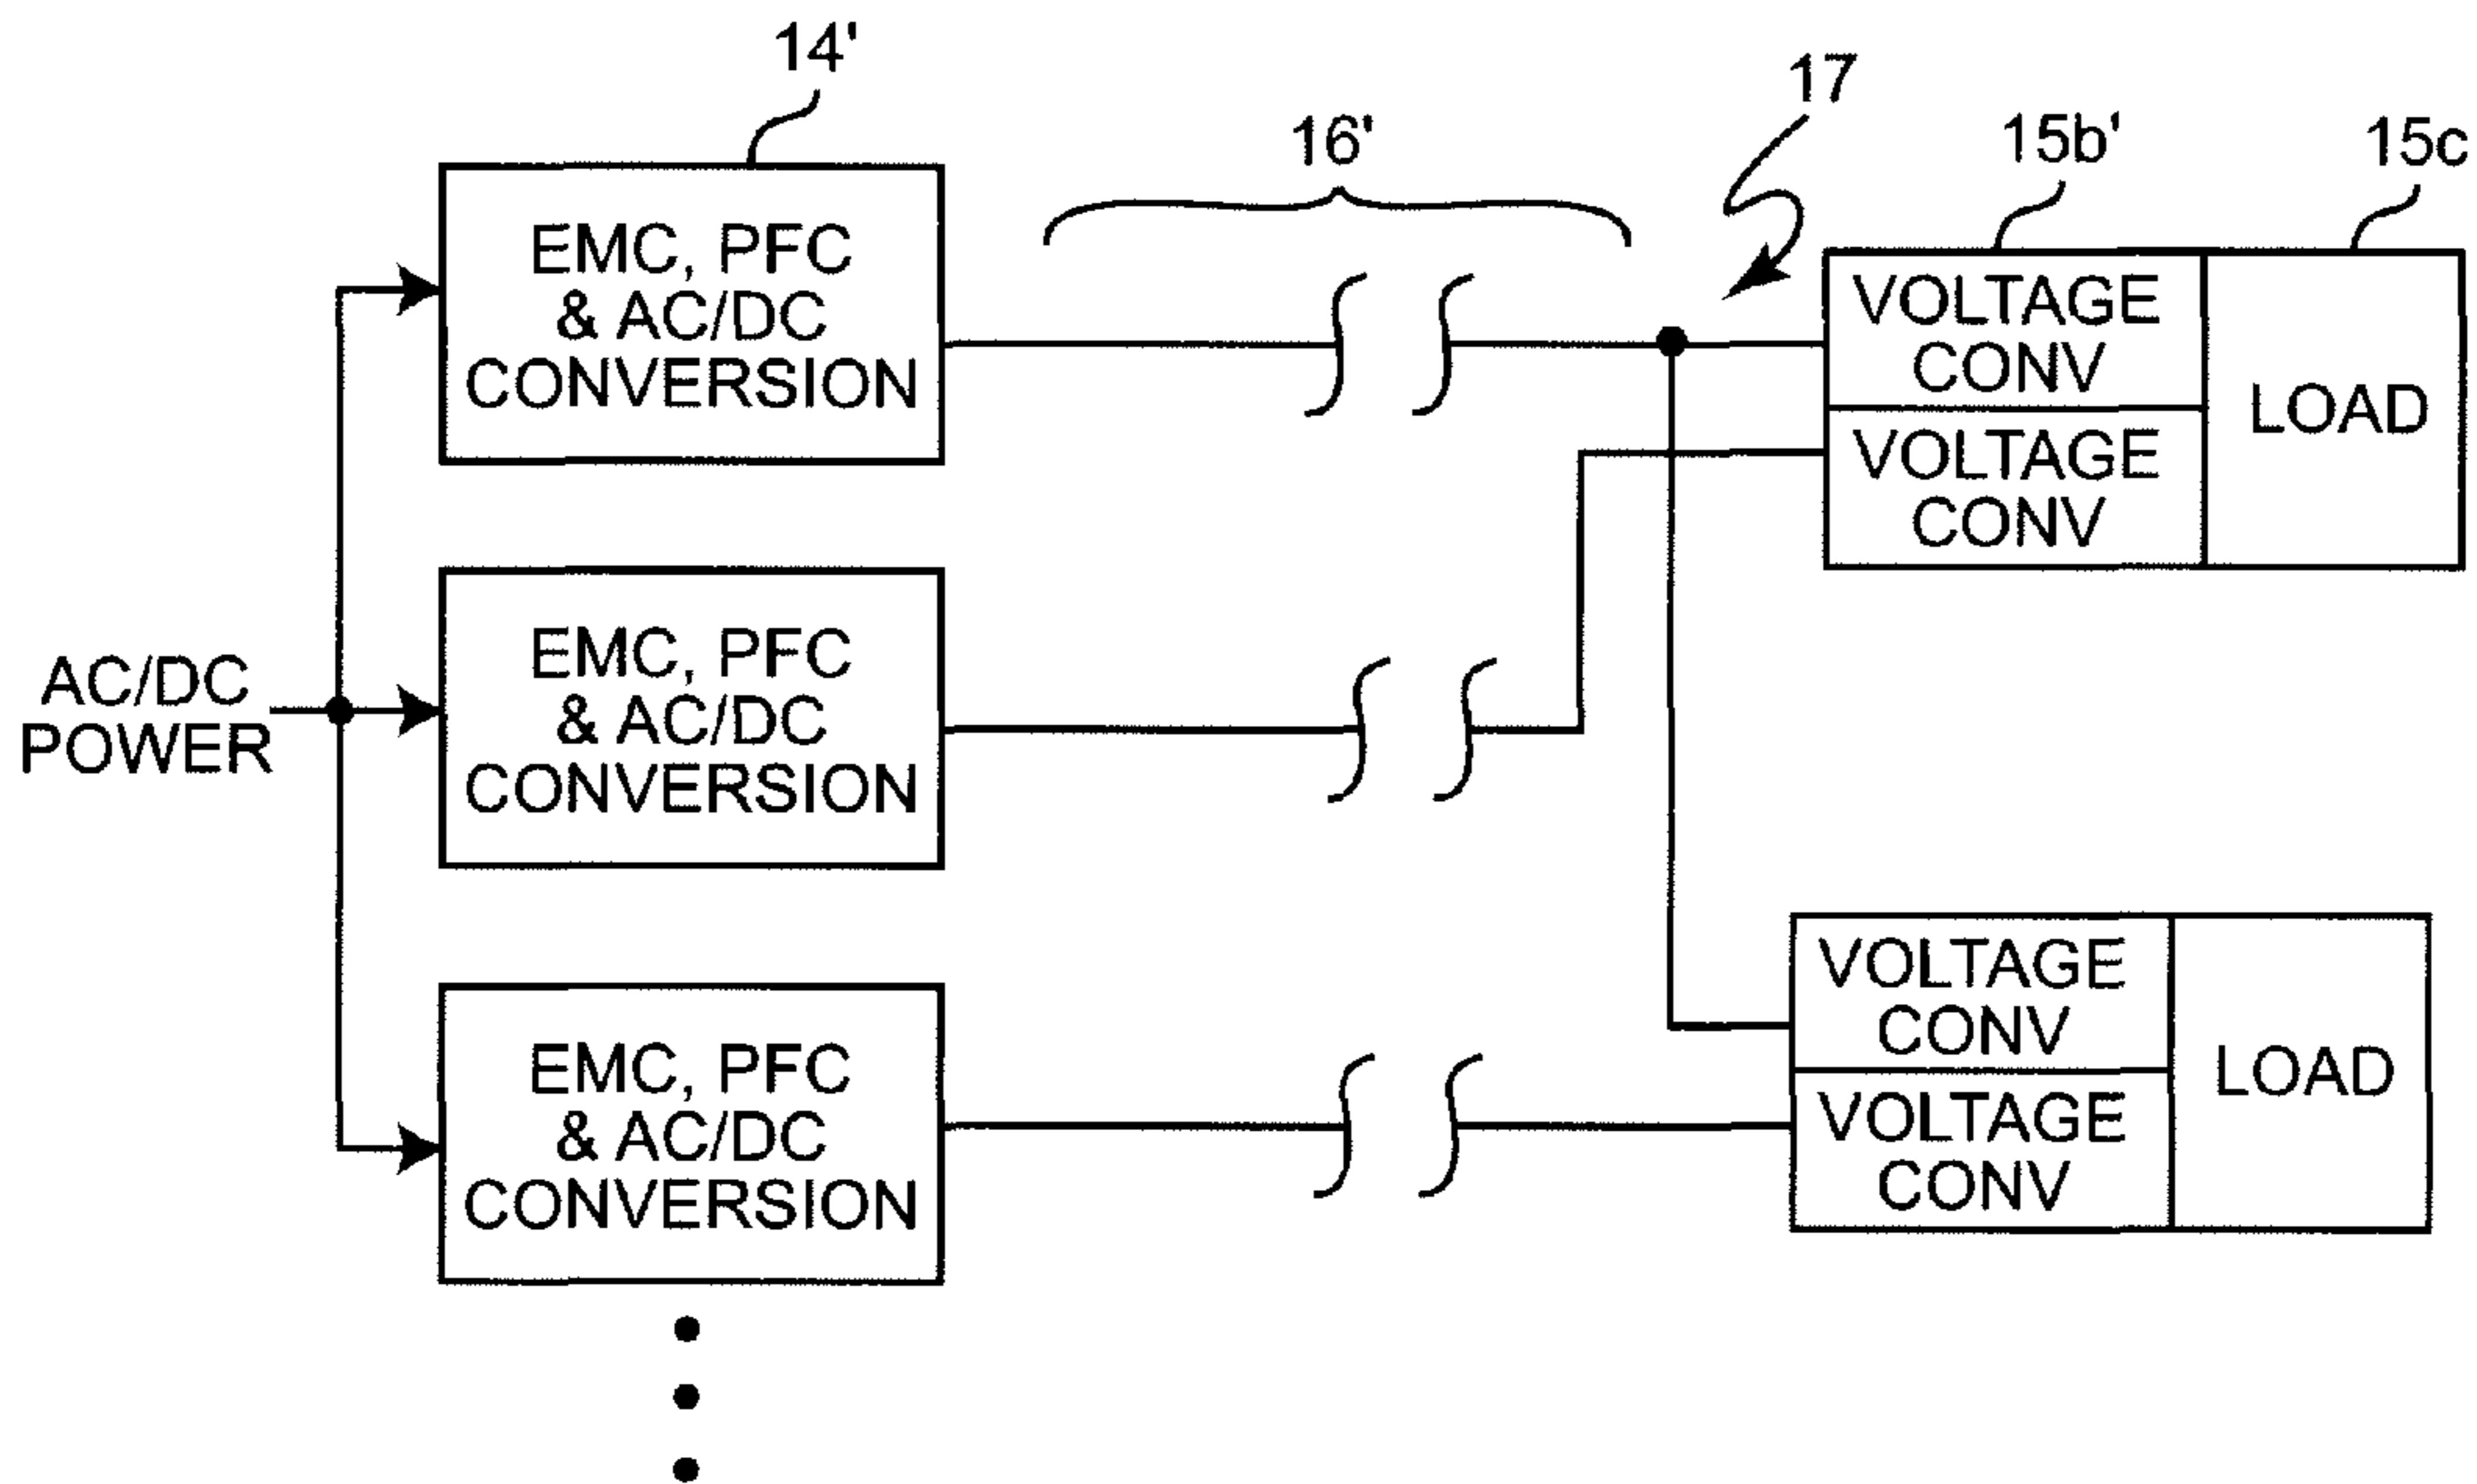 14'
17
16'
15b'
15c
EMC, PFC
& AC/DC
CONVERSION
VOLTAGE
CONV
VOLTAGE
CONV
LOAD
AC/DC
POWER
EMC, PFC
& AC/DC
CONVERSION
VOLTAGE
CONV
VOLTAGE
CONV
LOAD
EMC, PFC
& AC/DC
CONVERSION